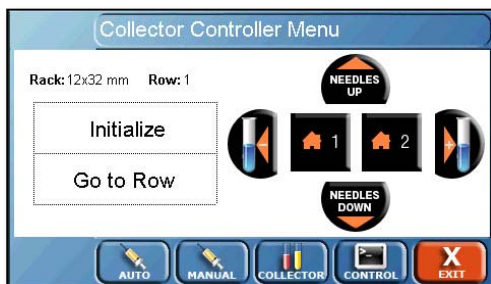 Collector Controller Menu
Rack: 12x32 mm Row: 1
NEEDLES
UP
Initialize
Go to Row
- 1 2 +
NEEDLES
DOWN
AUTO MANUAL COLLECTOR CONTROL X
EXIT